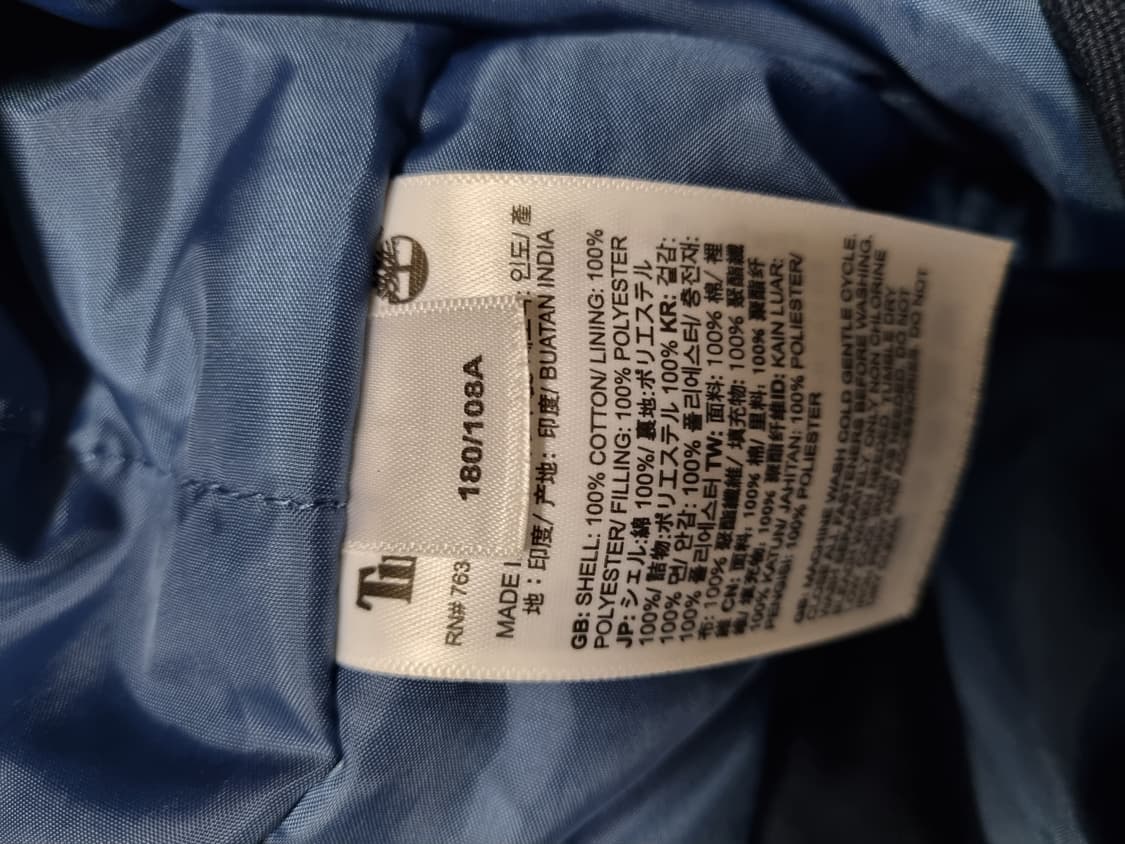 180/108A
RN# 763
MADE I
인도/ 產
地：印度/ 产地：印度/ BUATAN INDIA
GB: SHELL: 100% COTTON/ LINING: 100%
POLYESTER/ FILLING: 100% POLYESTER
JP: シェル:綿 100%/ 裏地:ポリエステル
100%/ 詰物:ポリエステル 100% KR: 겉감:
100% 면/ 안감: 100% 폴리에스터/ 충전재:
100% 폴리에스터 TW: 面料: 100% 棉/ 裡
布: 100% 聚酯纖維/ 填充物: 100% 聚酯纖
維 CN: 面料: 100% 棉/ 里料: 100% 聚酯纤
维/ 填充物: 100% 聚酯纤维 ID: KAIN LUAR:
100% KATUN/ JAHITAN: 100% POLIESTER/
PENGISI: 100% POLYESTER
GB: MACHINE WASH COLD GENTLE CYCLE.
CLOSE ALL FASTENERS BEFORE WASHING.
WASH SEPARATELY. ONLY NON CHLORINE
TUMBLE DRY
DO NOT
DO NOT